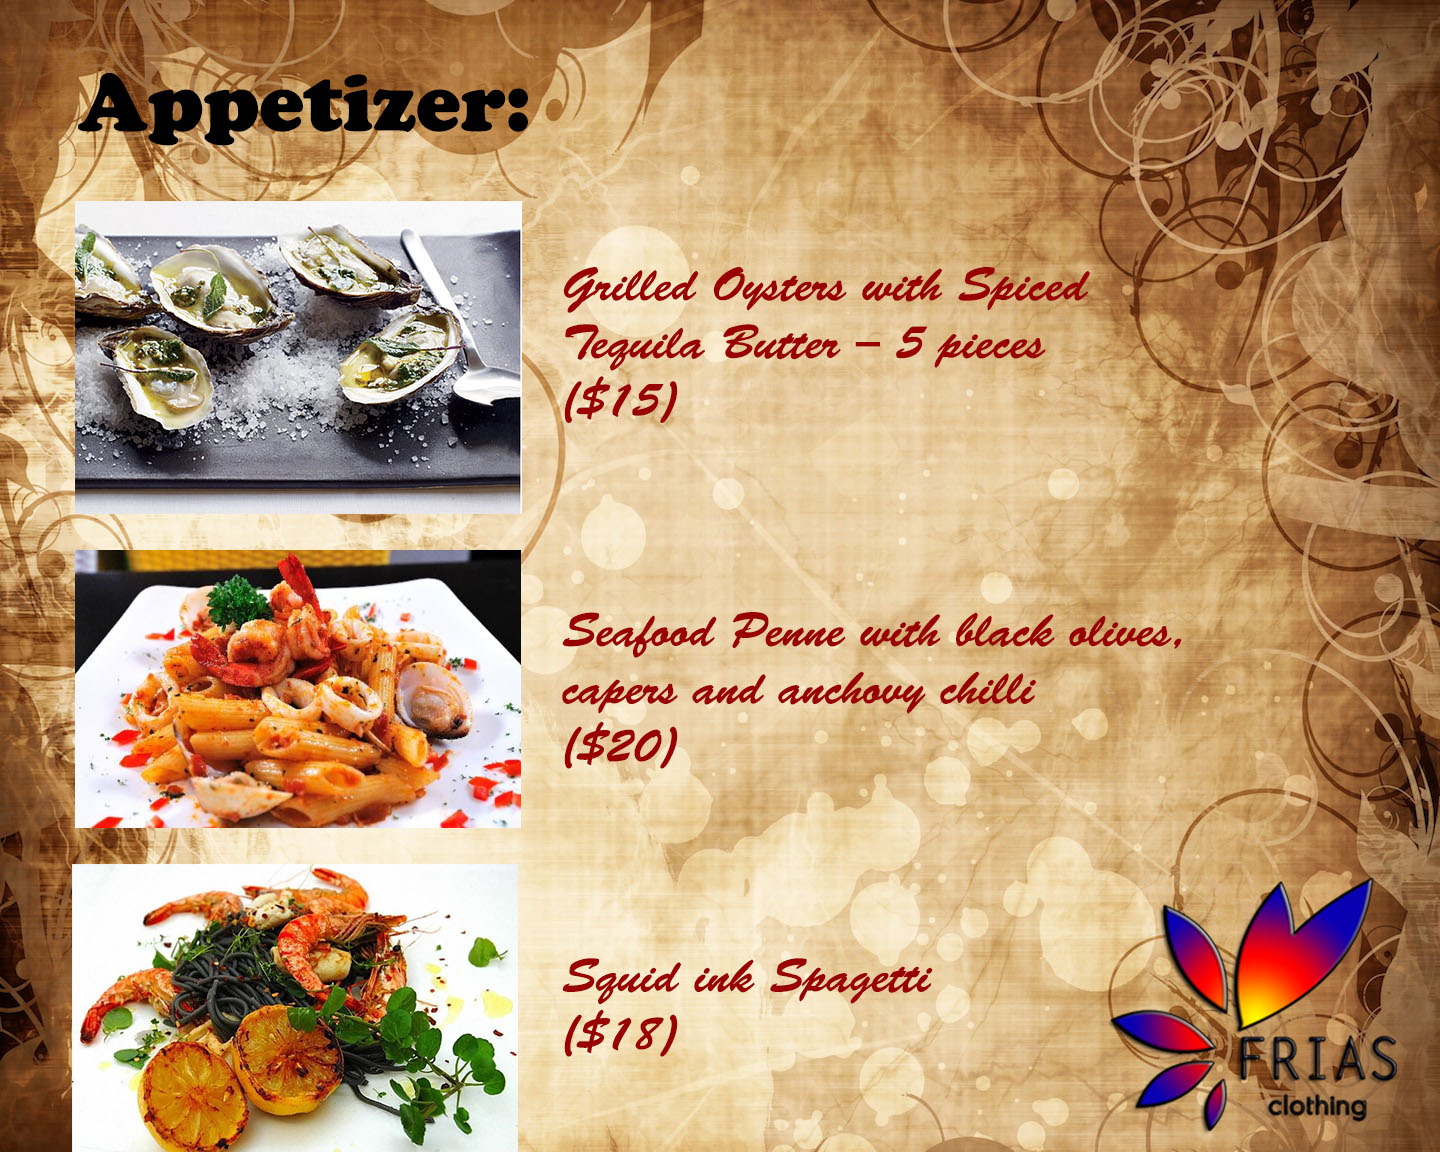 Appetizer:
Grilled Oysters with Spiced
Tequila Butter – 5 pieces
($15)
Seafood Penne with black olives,
capers and anchovy chilli
($20)
Squid ink Spagetti
($18)
FRIAS
clothing